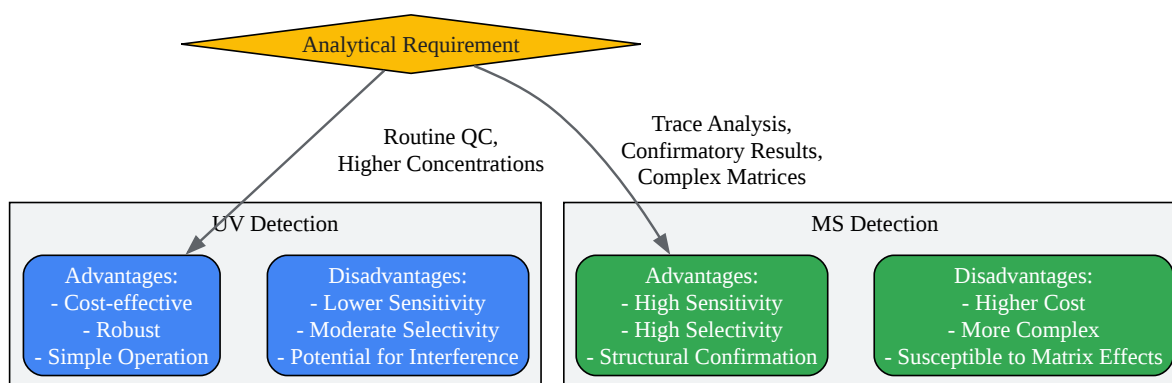 Analytical Requirement
Routine QC,
Higher Concentrations
Trace Analysis,
Confirmatory Results,
Complex Matrices
UV Detection
Advantages:
- Cost-effective
- Robust
- Simple Operation
Disadvantages:
- Lower Sensitivity
- Moderate Selectivity
- Potential for Interference
MS Detection
Advantages:
- High Sensitivity
- High Selectivity
- Structural Confirmation
Disadvantages:
- Higher Cost
- More Complex
- Susceptible to Matrix Effects